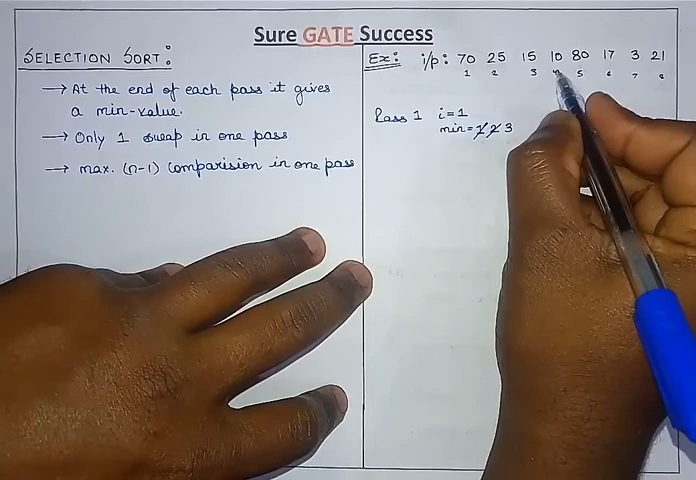 Sure GATE Success
SELECTION SORT:
→ At the end of each pass it gives
a min-value.
→ Only 1 swap in one pass
→ max. (n-1) comparision in one pass
Ex: i/p: 70 25 15 10 80 17 3 21
1 2 3 5 6 7 8
Pass 1 i=1
min = 1 2 3